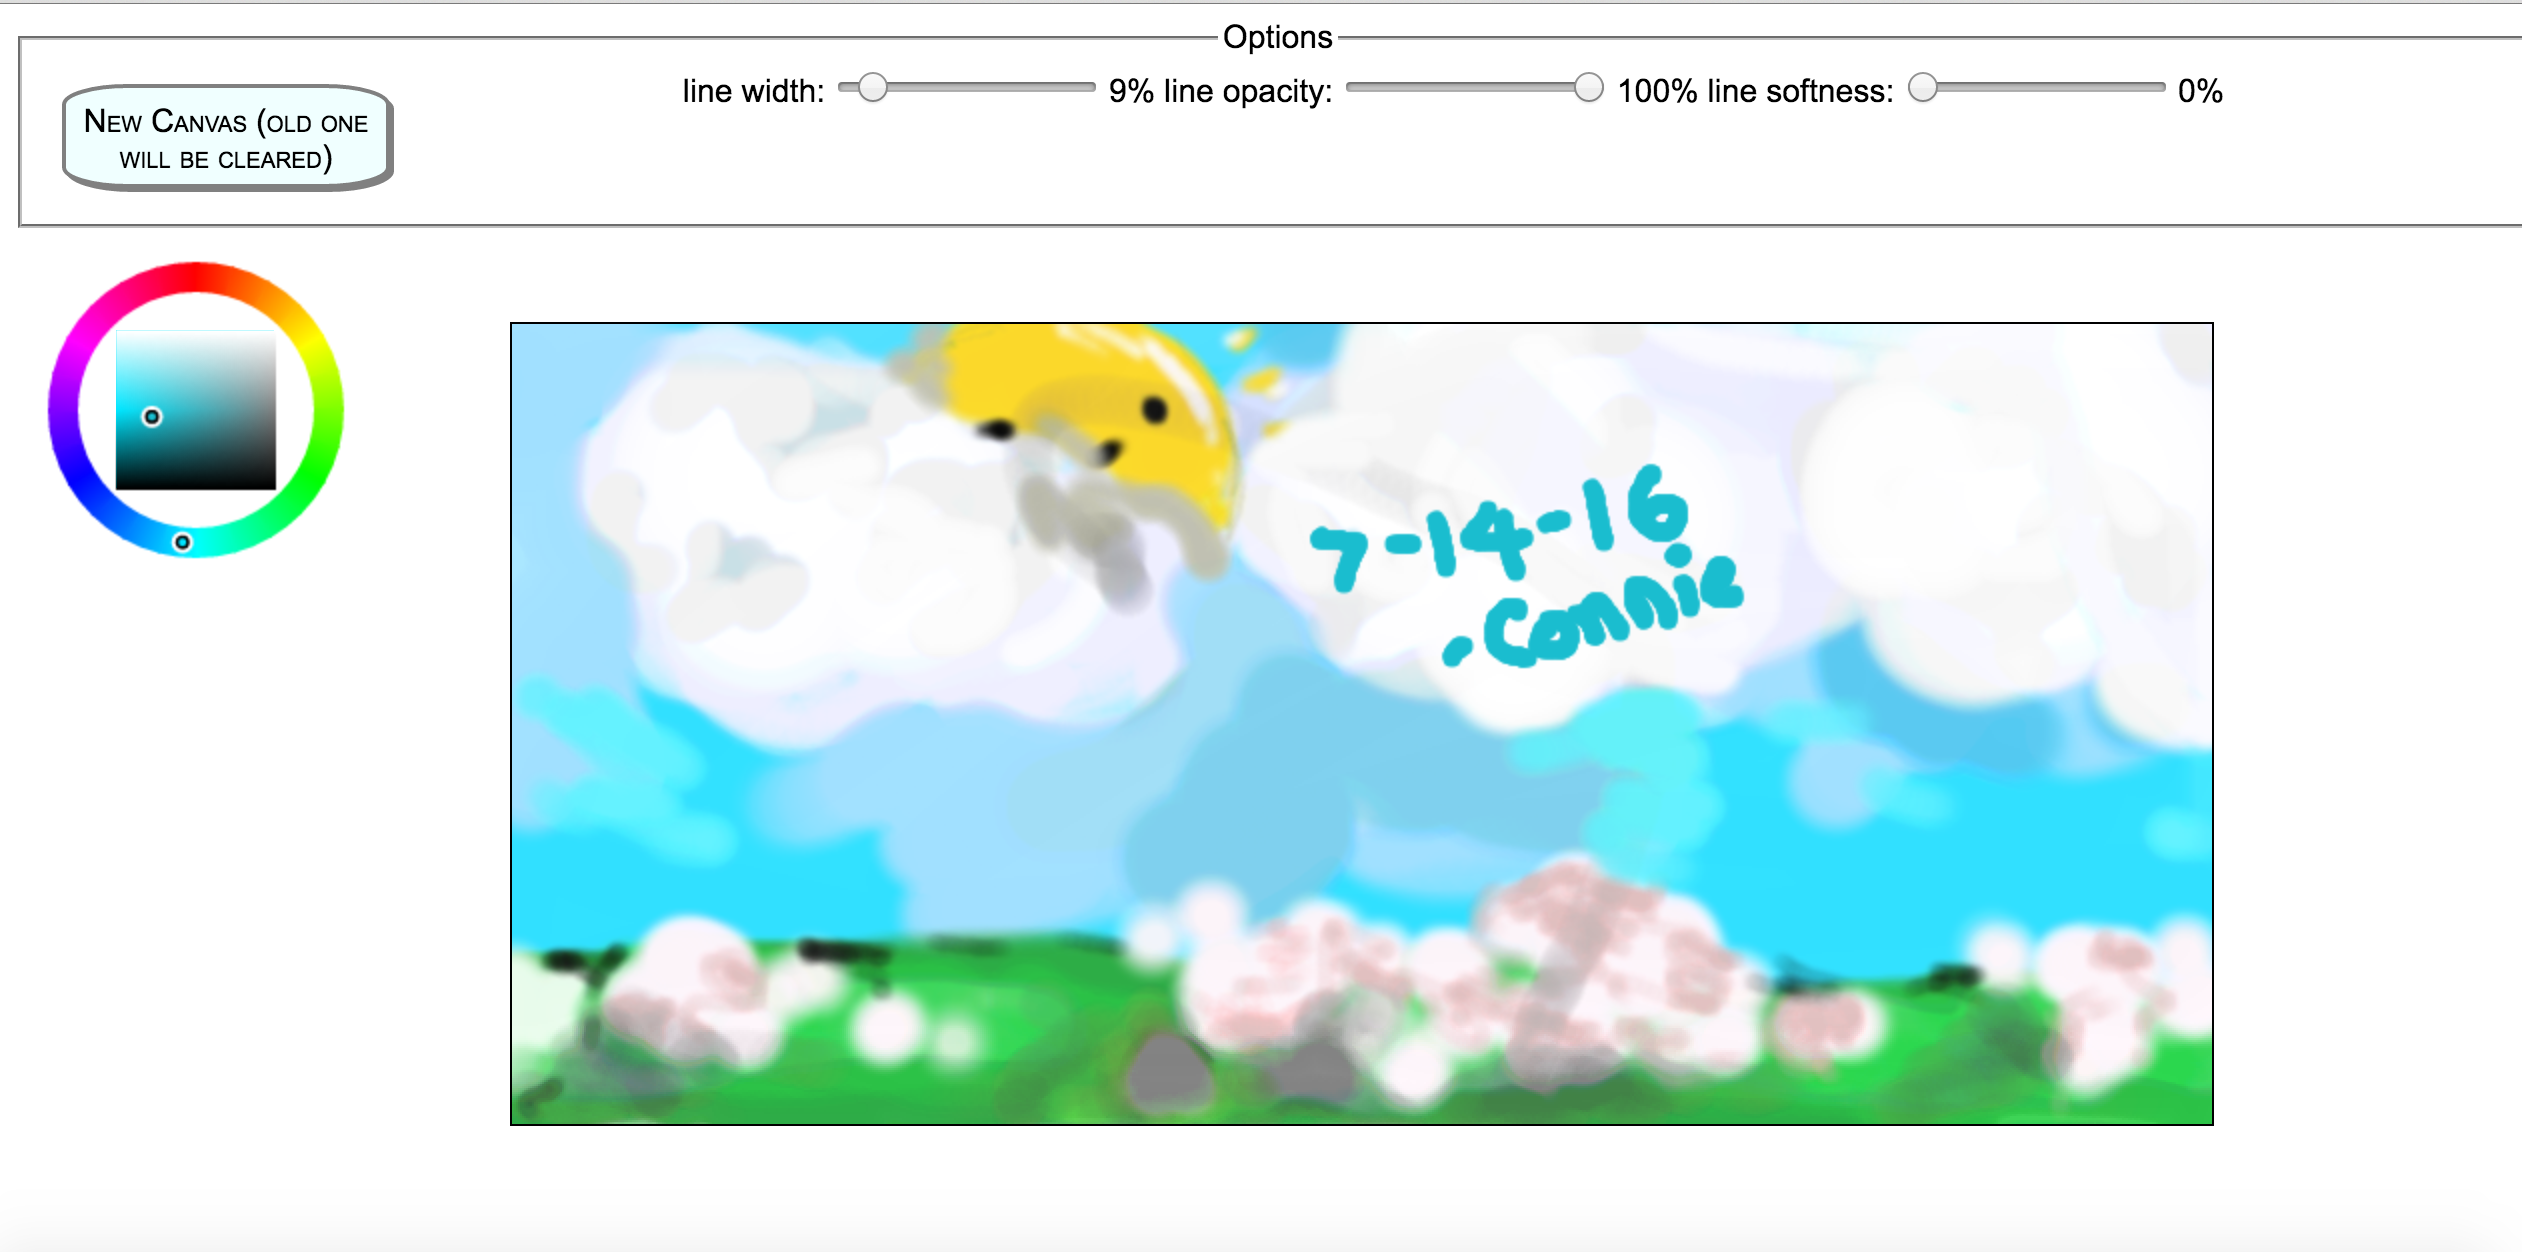 Options
New Canvas (old one
will be cleared)
line width: 9% line opacity: 100% line softness: 0%
7-14-16
-Connie